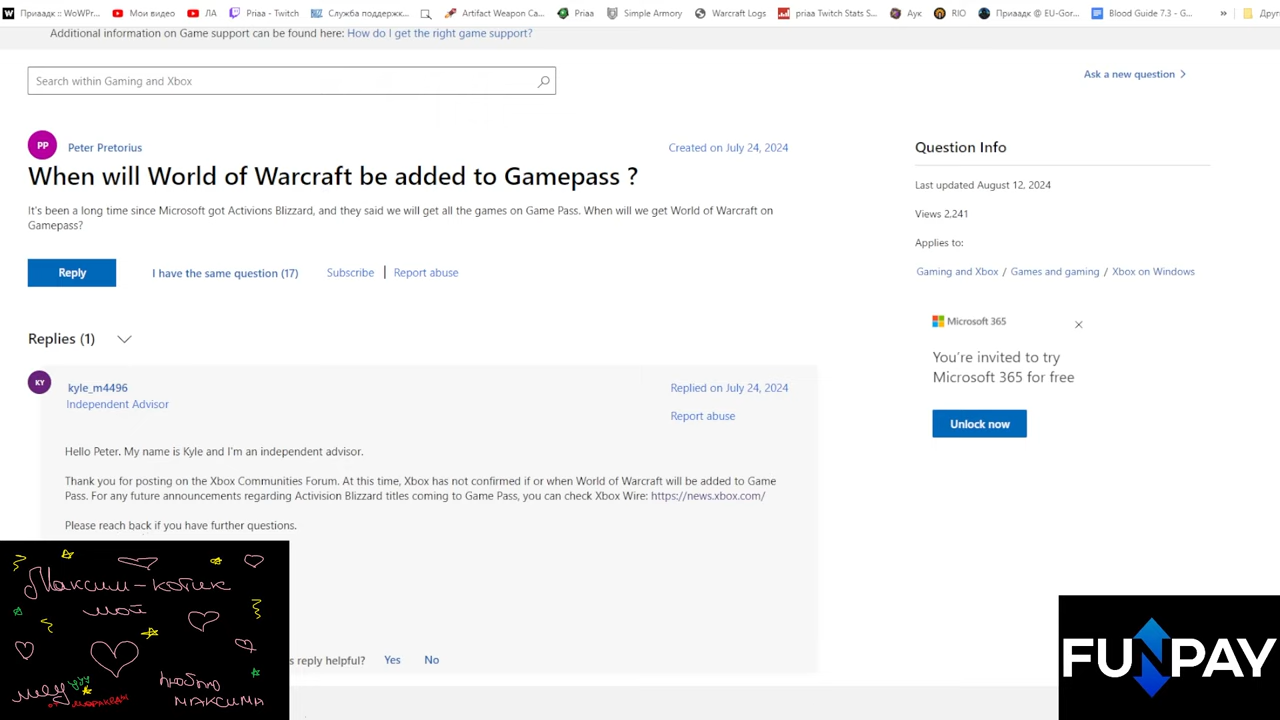 Приаадк :: WoWPr...
Мои видео
ЛА
Priaa - Twitch
Служба поддержк...
Artifact Weapon Ca...
Priaa
Simple Armory
Warcraft Logs
priaa Twitch Stats S...
Аук
RIO
Приаадк @ EU-Gor...
Blood Guide 7.3 - G...
»
Друг
Additional information on Game support can be found here: How do I get the right game support?
Search within Gaming and Xbox
Ask a new question
PP
Peter Pretorius
Created on July 24, 2024
When will World of Warcraft be added to Gamepass ?
It's been a long time since Microsoft got Activions Blizzard, and they said we will get all the games on Game Pass. When will we get World of Warcraft on
Gamepass?
Reply
I have the same question (17)
Subscribe
Report abuse
Question Info
Last updated August 12, 2024
Views 2,241
Applies to:
Gaming and Xbox / Games and gaming / Xbox on Windows
Microsoft 365
You're invited to try
Microsoft 365 for free
Unlock now
Replies (1)
KY
kyle_m4496
Independent Advisor
Replied on July 24, 2024
Report abuse
Hello Peter. My name is Kyle and I'm an independent advisor.
Thank you for posting on the Xbox Communities Forum. At this time, Xbox has not confirmed if or when World of Warcraft will be added to Game
Pass. For any future announcements regarding Activision Blizzard titles coming to Game Pass, you can check Xbox Wire: https://news.xbox.com/
Please reach back if you have further questions.
s reply helpful?
Yes
No
Максим-котик
мой
люблю
МАКСИМА
FUNPAY